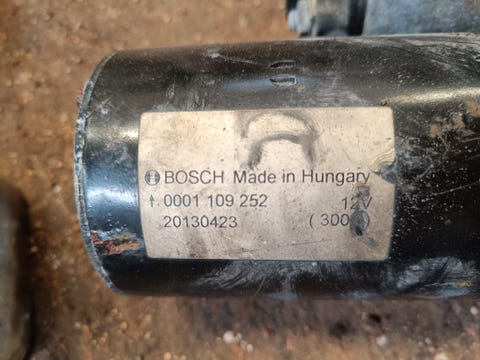 BOSCH Made in Hungary
↑ 0001 109 252 12V
20130423 (300